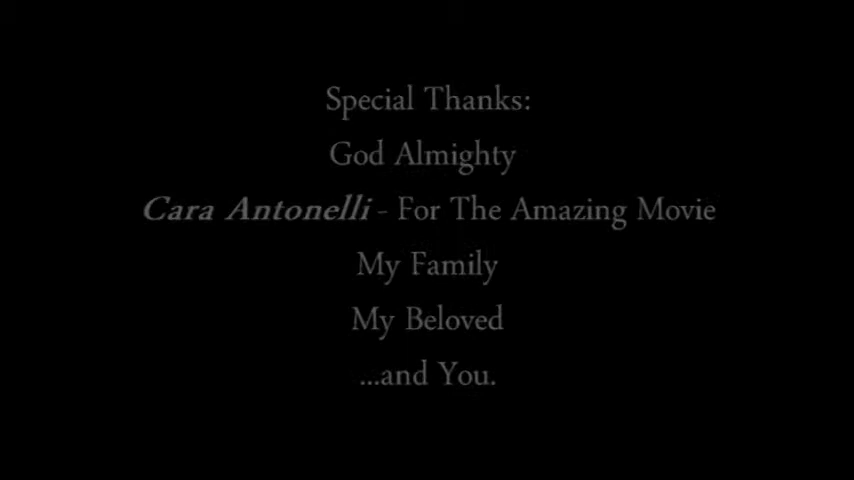 Special Thanks:
God Almighty
Cara Antonelli - For The Amazing Movie
My Family
My Beloved
...and You.